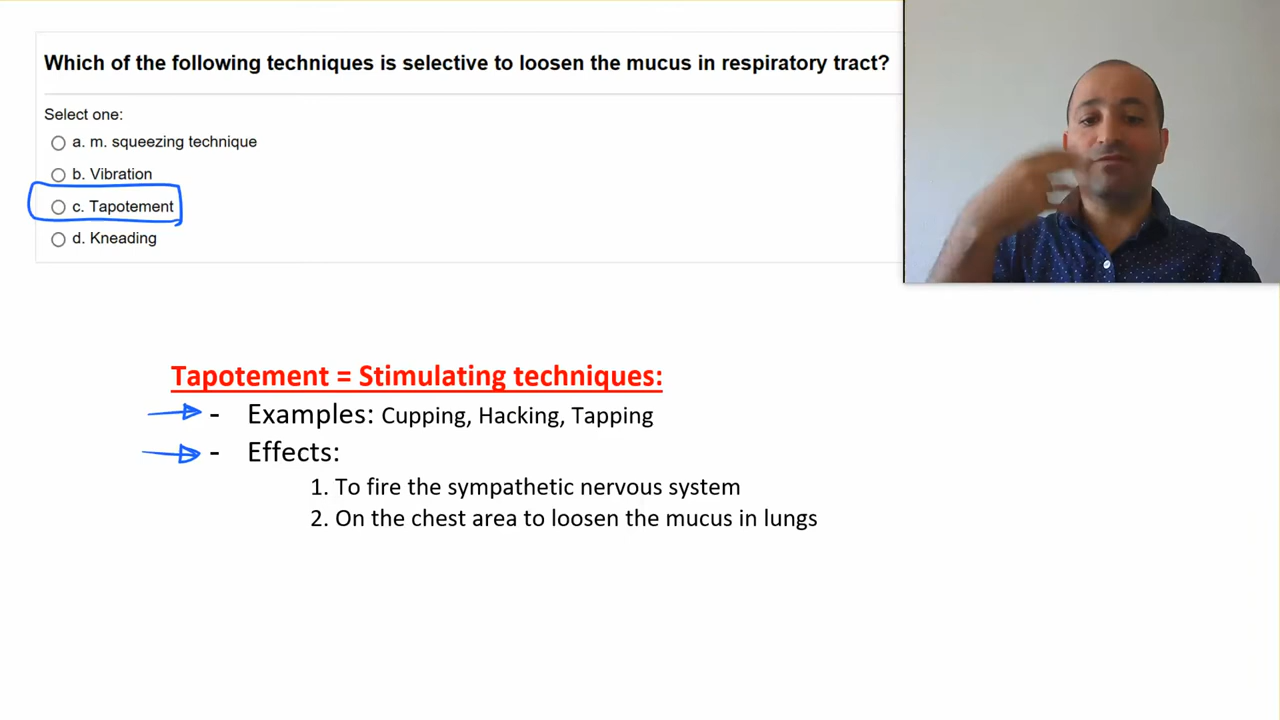 Which of the following techniques is selective to loosen the mucus in respiratory tract?
Select one:
a. m. squeezing technique
b. Vibration
c. Tapotement
d. Kneading
Tapotement = Stimulating techniques:
- Examples: Cupping, Hacking, Tapping
- Effects:
1. To fire the sympathetic nervous system
2. On the chest area to loosen the mucus in lungs